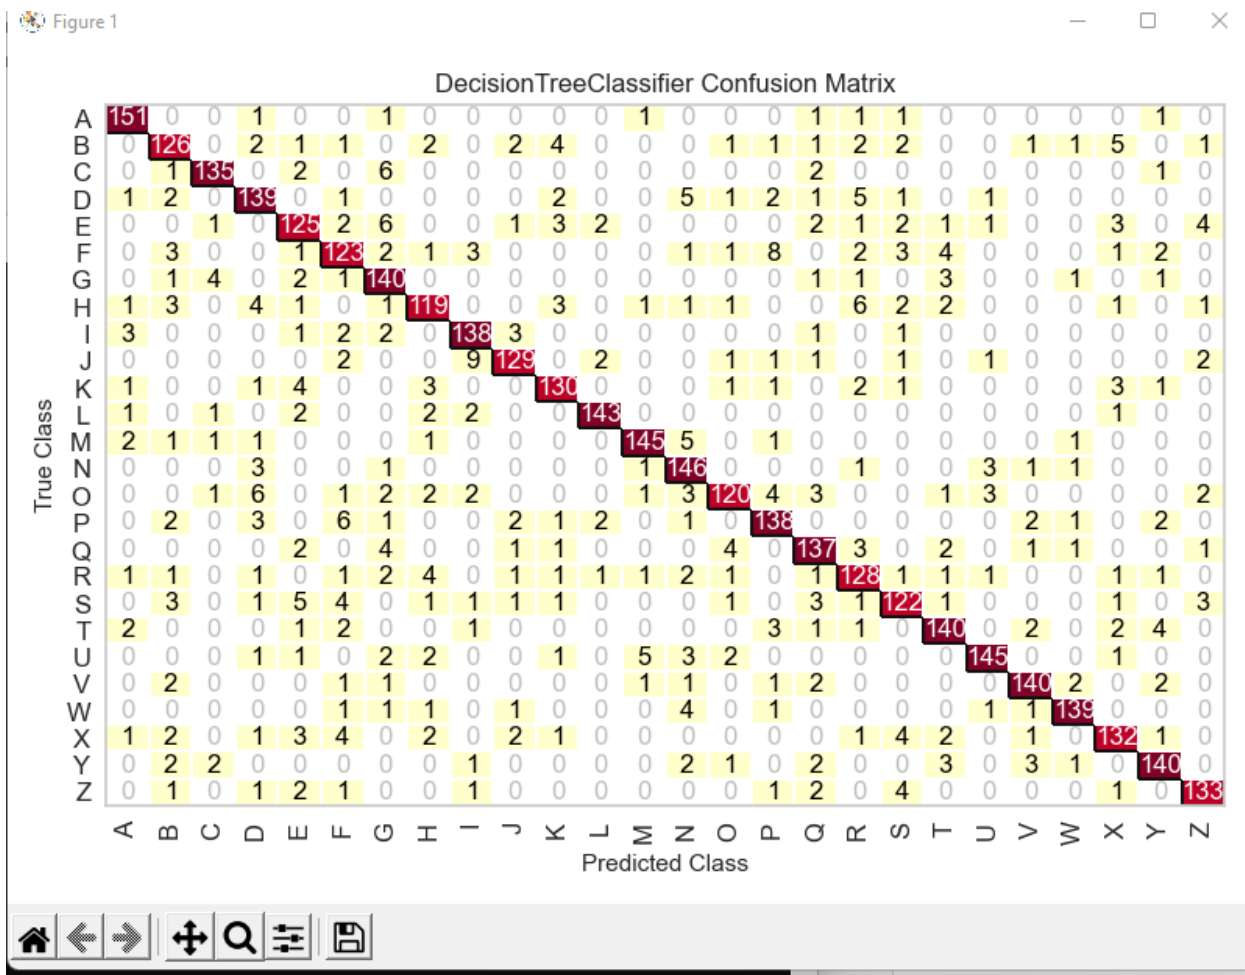 Figure 1
DecisionTreeClassifier Confusion Matrix
True Class
A 151 0 0 1 0 0 1 0 0 0 0 0 1 0 0 0 1 1 1 0 0 0 0 0 1 0
B 0 126 0 2 1 1 0 2 0 2 4 0 0 0 1 1 1 2 2 0 0 1 1 5 0 1
C 0 1 135 0 2 0 6 0 0 0 0 0 0 0 0 0 2 0 0 0 0 0 0 0 1 0
D 1 2 0 139 0 1 0 0 0 0 2 0 0 5 1 2 1 5 1 0 1 0 0 0 0 0
E 0 0 1 0 125 2 6 0 0 1 3 2 0 0 0 0 2 1 2 1 1 0 0 3 0 4
F 0 3 0 0 1 123 2 1 3 0 0 0 0 1 1 8 0 2 3 4 0 0 0 1 2 0
G 0 1 4 0 2 1 140 0 0 0 0 0 0 0 0 0 1 1 0 3 0 0 1 0 1 0
H 1 3 0 4 1 0 1 119 0 0 3 0 1 1 1 0 0 6 2 2 0 0 0 1 0 1
I 3 0 0 0 1 2 2 0 138 3 0 0 0 0 0 0 1 0 1 0 0 0 0 0 0 0
J 0 0 0 0 0 2 0 0 9 129 0 2 0 0 1 1 1 0 1 0 1 0 0 0 0 2
K 1 0 0 1 4 0 0 3 0 0 130 0 0 0 1 1 0 2 1 0 0 0 0 3 1 0
L 1 0 1 0 2 0 0 2 2 0 0 143 0 0 0 0 0 0 0 0 0 0 0 1 0 0
M 2 1 1 1 0 0 0 1 0 0 0 0 145 5 0 1 0 0 0 0 0 0 1 0 0 0
N 0 0 0 3 0 0 1 0 0 0 0 0 1 146 0 0 0 1 0 0 3 1 1 0 0 0
O 0 0 1 6 0 1 2 2 2 0 0 0 1 3 120 4 3 0 0 1 3 0 0 0 0 2
P 0 2 0 3 0 6 1 0 0 2 1 2 0 1 0 138 0 0 0 0 0 2 1 0 2 0
Q 0 0 0 0 2 0 4 0 0 1 1 0 0 0 4 0 137 3 0 2 0 1 1 0 0 1
R 1 1 0 1 0 1 2 4 0 1 1 1 1 2 1 0 1 128 1 1 1 0 0 1 1 0
S 0 3 0 1 5 4 0 1 1 1 1 0 0 0 1 0 3 1 122 1 0 0 0 1 0 3
T 2 0 0 0 1 2 0 0 1 0 0 0 0 0 0 3 1 1 0 140 0 2 0 2 4 0
U 0 0 0 1 1 0 2 2 0 0 1 0 5 3 2 0 0 0 0 0 145 0 0 1 0 0
V 0 2 0 0 0 1 1 0 0 0 0 0 1 1 0 1 2 0 0 0 0 140 2 0 2 0
W 0 0 0 0 0 1 1 1 0 1 0 0 0 4 0 1 0 0 0 0 1 1 139 0 0 0
X 1 2 0 1 3 4 0 2 0 2 1 0 0 0 0 0 0 1 4 2 0 1 0 132 1 0
Y 0 2 2 0 0 0 0 0 1 0 0 0 0 2 1 0 2 0 0 3 0 3 1 0 140 0
Z 0 1 0 1 2 1 0 0 1 0 0 0 0 0 0 1 2 0 4 0 0 0 0 1 0 133
A B C D E F G H I J K L M N O P Q R S T U V W X Y Z
Predicted Class